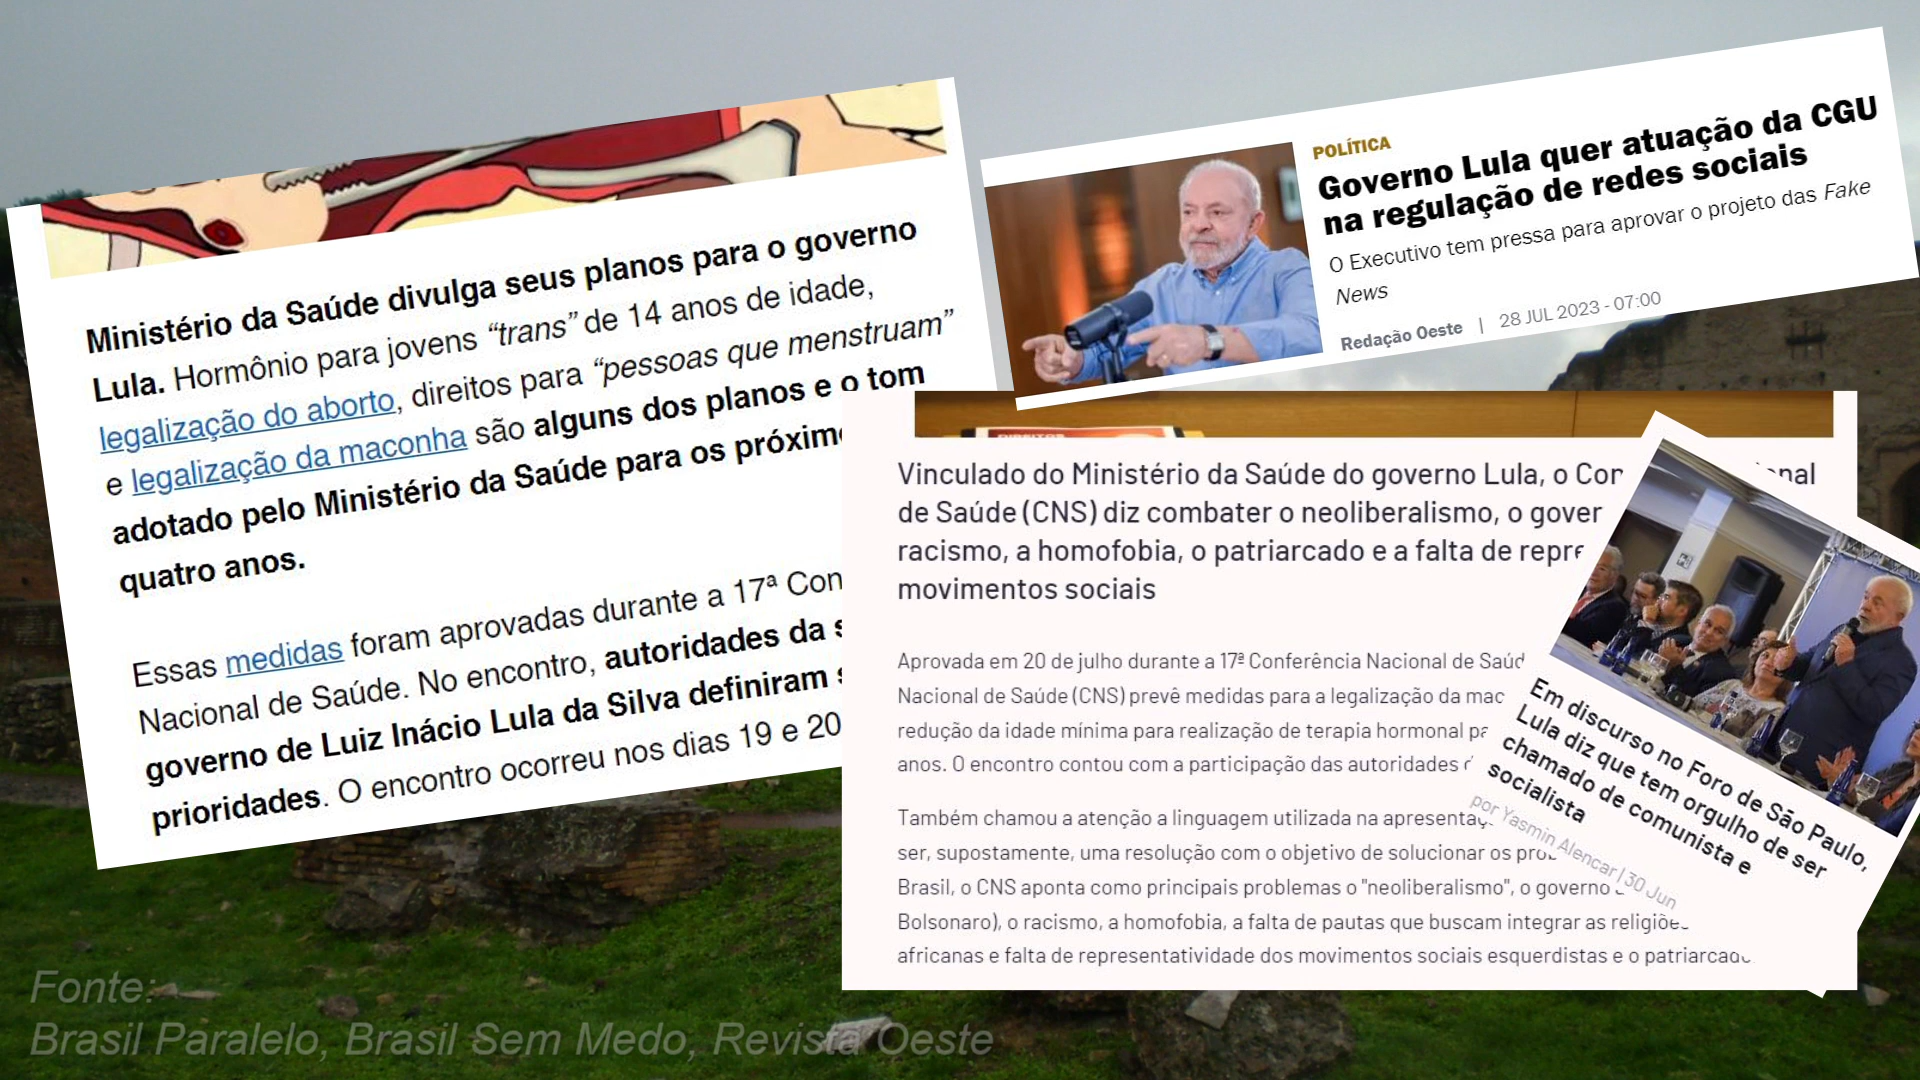 Ministério da Saúde divulga seus planos para o governo
Lula. Hormônio para jovens “trans” de 14 anos de idade,
legalização do aborto, direitos para “pessoas que menstruam”
e legalização da maconha são alguns dos planos e o tom
adotado pelo Ministério da Saúde para os
quatro anos.
Essas medidas foram aprovadas durante a 17ª
Nacional de Saúde. No encontro, autoridades da
governo de Luiz Inácio Lula da Silva definiram
prioridades. O encontro ocorreu nos dias 19 e 20
POLÍTICA
Governo Lula quer atuação da CGU
na regulação de redes sociais
O Executivo tem pressa para aprovar o projeto das Fake
News
Redação Oeste | 28 JUL 2023 - 07:00
Vinculado do Ministério da Saúde do governo Lula, o
de Saúde (CNS) diz combater o neoliberalismo, o
racismo, a homofobia, o patriarcado e a falta de
movimentos sociais
Aprovada em 20 de julho durante a 17ª Conferência Nacional de
Nacional de Saúde (CNS) prevê medidas para a legalização da
redução da idade mínima para realização de terapia hormonal
anos. O encontro contou com a participação das autoridades
Também chamou a atenção a linguagem utilizada na
ser, supostamente, uma resolução com o objetivo de solucionar os
Brasil, o CNS aponta como principais problemas o "neoliberalismo", o governo
Bolsonaro), o racismo, a homofobia, a falta de pautas que buscam integrar as
africanas e falta de representatividade dos movimentos sociais esquerdistas e o patriarcado
Em discurso no Foro de São Paulo,
Lula diz que tem orgulho de ser
chamado de comunista e
socialista
por Yasmin Alencar | 30 Jun
Fonte:
Brasil Paralelo, Brasil Sem Medo, Revista Oeste